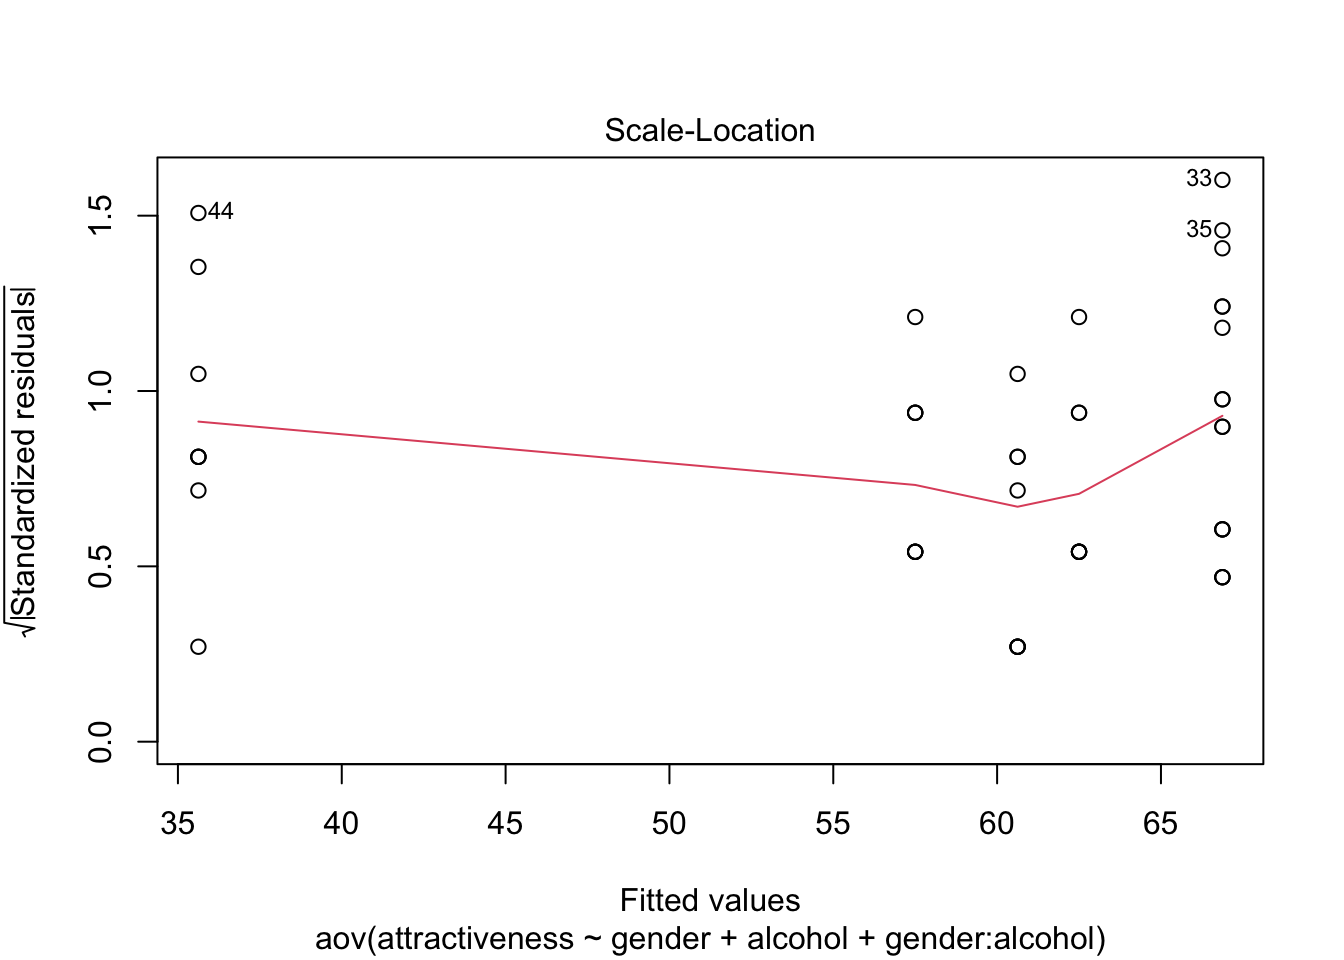 Scale-Location
√|Standardized residuals|
1.5
1.0
0.5
0.0
44
33
35
35 40 45 50 55 60 65
Fitted values
aov(attractiveness ~ gender + alcohol + gender:alcohol)